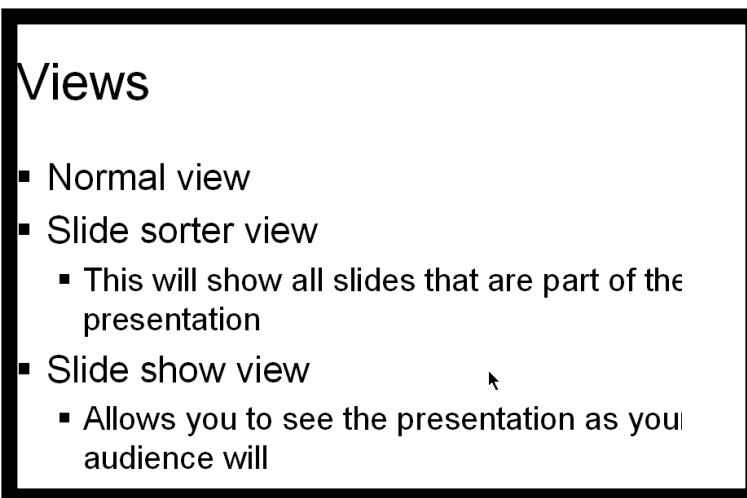 Views
▪ Normal view
▪ Slide sorter view
▪ This will show all slides that are part of the
presentation
▪ Slide show view
▪ Allows you to see the presentation as your
audience will